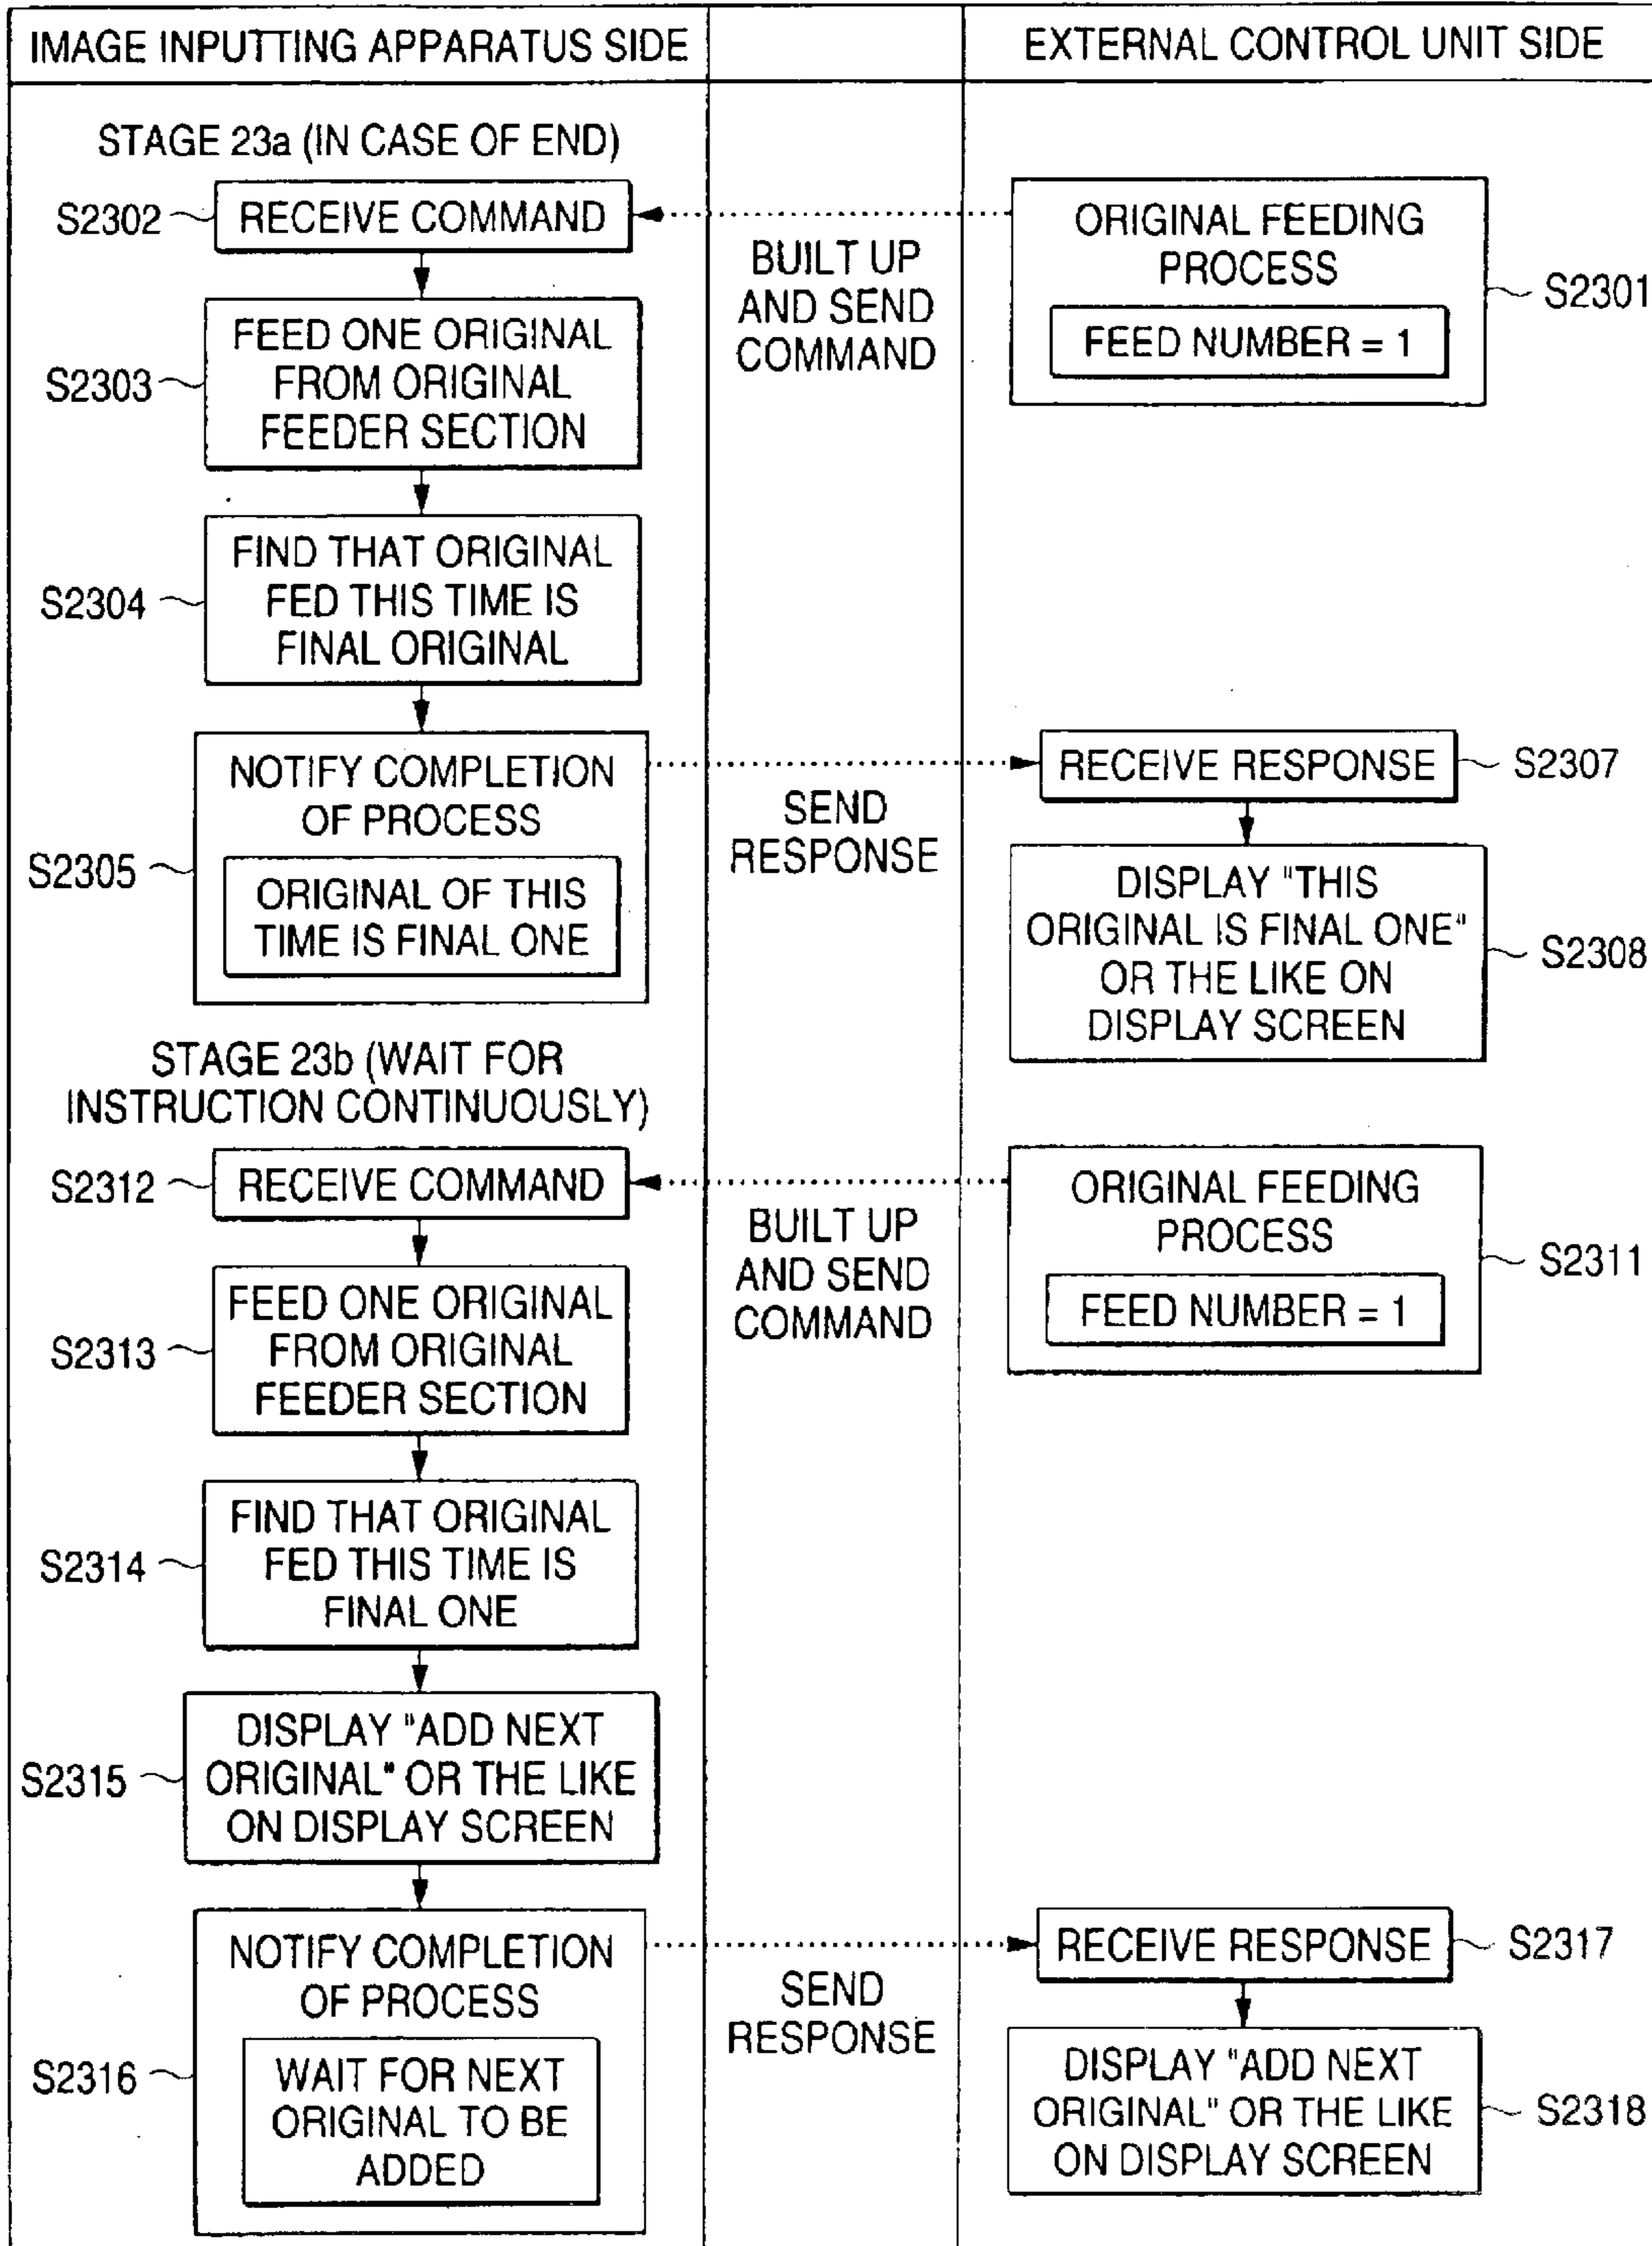 IMAGE INPUTTING APPARATUS SIDE
EXTERNAL CONTROL UNIT SIDE
STAGE 23a (IN CASE OF END)
S2302
RECEIVE COMMAND
BUILT UP
AND SEND
COMMAND
ORIGINAL FEEDING
PROCESS
FEED NUMBER = 1
S2301
S2303
FEED ONE ORIGINAL
FROM ORIGINAL
FEEDER SECTION
S2304
FIND THAT ORIGINAL
FED THIS TIME IS
FINAL ORIGINAL
S2305
NOTIFY COMPLETION
OF PROCESS
ORIGINAL OF THIS
TIME IS FINAL ONE
SEND
RESPONSE
RECEIVE RESPONSE
S2307
DISPLAY "THIS
ORIGINAL IS FINAL ONE"
OR THE LIKE ON
DISPLAY SCREEN
S2308
STAGE 23b (WAIT FOR
INSTRUCTION CONTINUOUSLY)
S2312
RECEIVE COMMAND
BUILT UP
AND SEND
COMMAND
ORIGINAL FEEDING
PROCESS
FEED NUMBER = 1
S2311
S2313
FEED ONE ORIGINAL
FROM ORIGINAL
FEEDER SECTION
S2314
FIND THAT ORIGINAL
FED THIS TIME IS
FINAL ONE
S2315
DISPLAY "ADD NEXT
ORIGINAL" OR THE LIKE
ON DISPLAY SCREEN
S2316
NOTIFY COMPLETION
OF PROCESS
WAIT FOR NEXT
ORIGINAL TO BE
ADDED
SEND
RESPONSE
RECEIVE RESPONSE
S2317
DISPLAY "ADD NEXT
ORIGINAL" OR THE LIKE
ON DISPLAY SCREEN
S2318